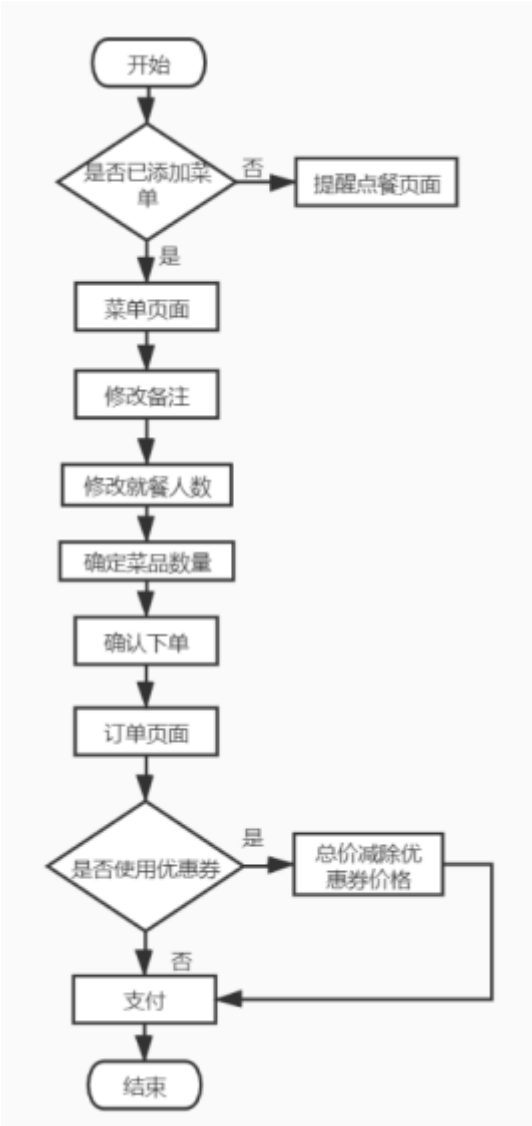 开始
是否已添加菜
单
否
提醒点餐页面
是
菜单页面
修改备注
修改就餐人数
确定菜品数量
确认下单
订单页面
是否使用优惠券
是
总价减除优
惠券价格
否
支付
结束